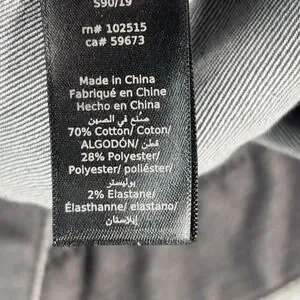 S90/19
rn# 102515
ca# 59673
Made in China
Fabriqué en Chine
Hecho en China
صنع في الصين
70% Cotton/ Coton/
ALGODÓN/ قطن/
28% Polyester/
Polyester/ poliéster/
بوليستر
2% Elastane/
Élasthanne/ elastano/
إيلاستان/